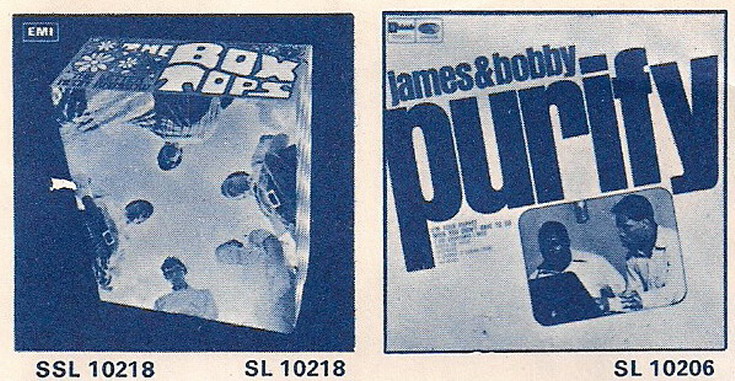 EMI
THE BOX
TOPS
james & bobby
purify
SSL 10218
SL 10218
SL 10206